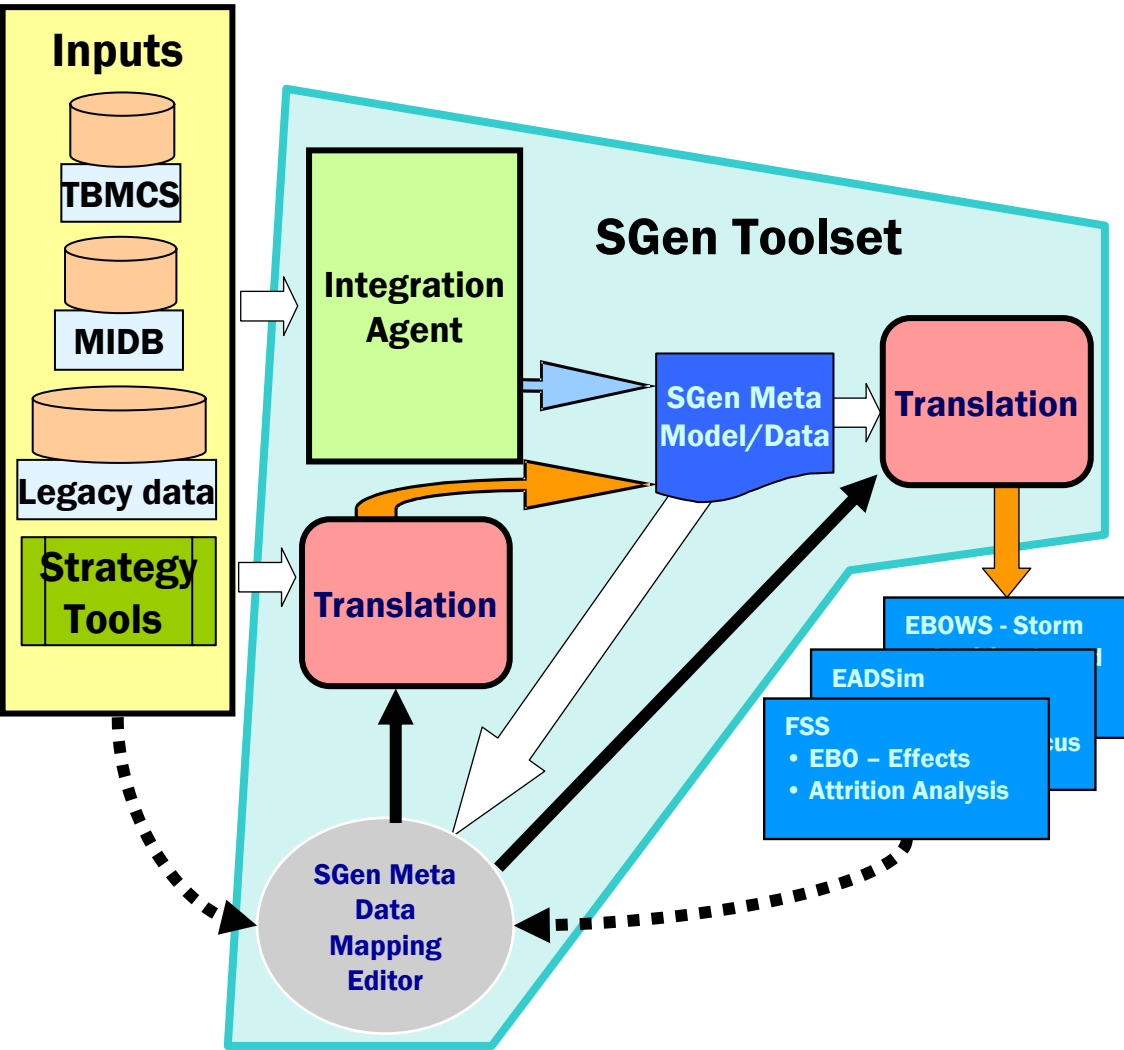 Inputs
TBMCS
MIDB
Legacy data
Strategy
Tools
SGen Toolset
Integration
Agent
SGen Meta
Model/Data
Translation
Translation
EBOWS - Storm
EADSim
cus
FSS
• EBO – Effects
• Attrition Analysis
SGen Meta
Data
Mapping
Editor